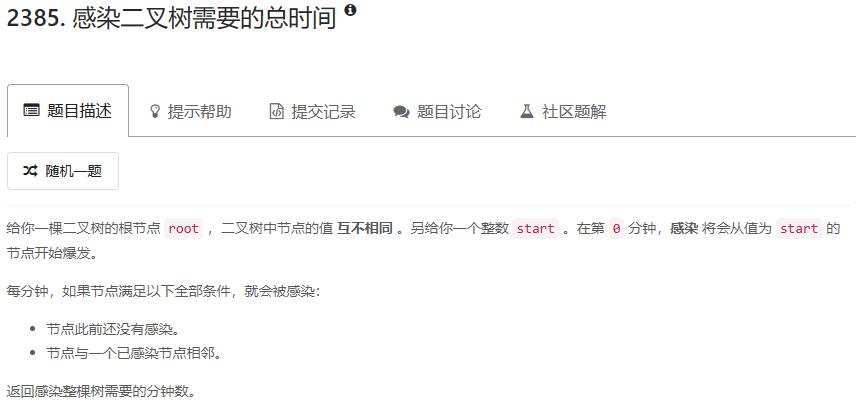 2385. 感染二叉树需要的总时间
题目描述 提示帮助 提交记录 题目讨论 社区题解
随机一题
给你一棵二叉树的根节点 root ，二叉树中节点的值 互不相同 。另给你一个整数 start 。在第 0 分钟，感染 将会从值为 start 的
节点开始爆发。
每分钟，如果节点满足以下全部条件，就会被感染：
节点此前还没有感染。
节点与一个已感染节点相邻。
返回感染整棵树需要的分钟数。